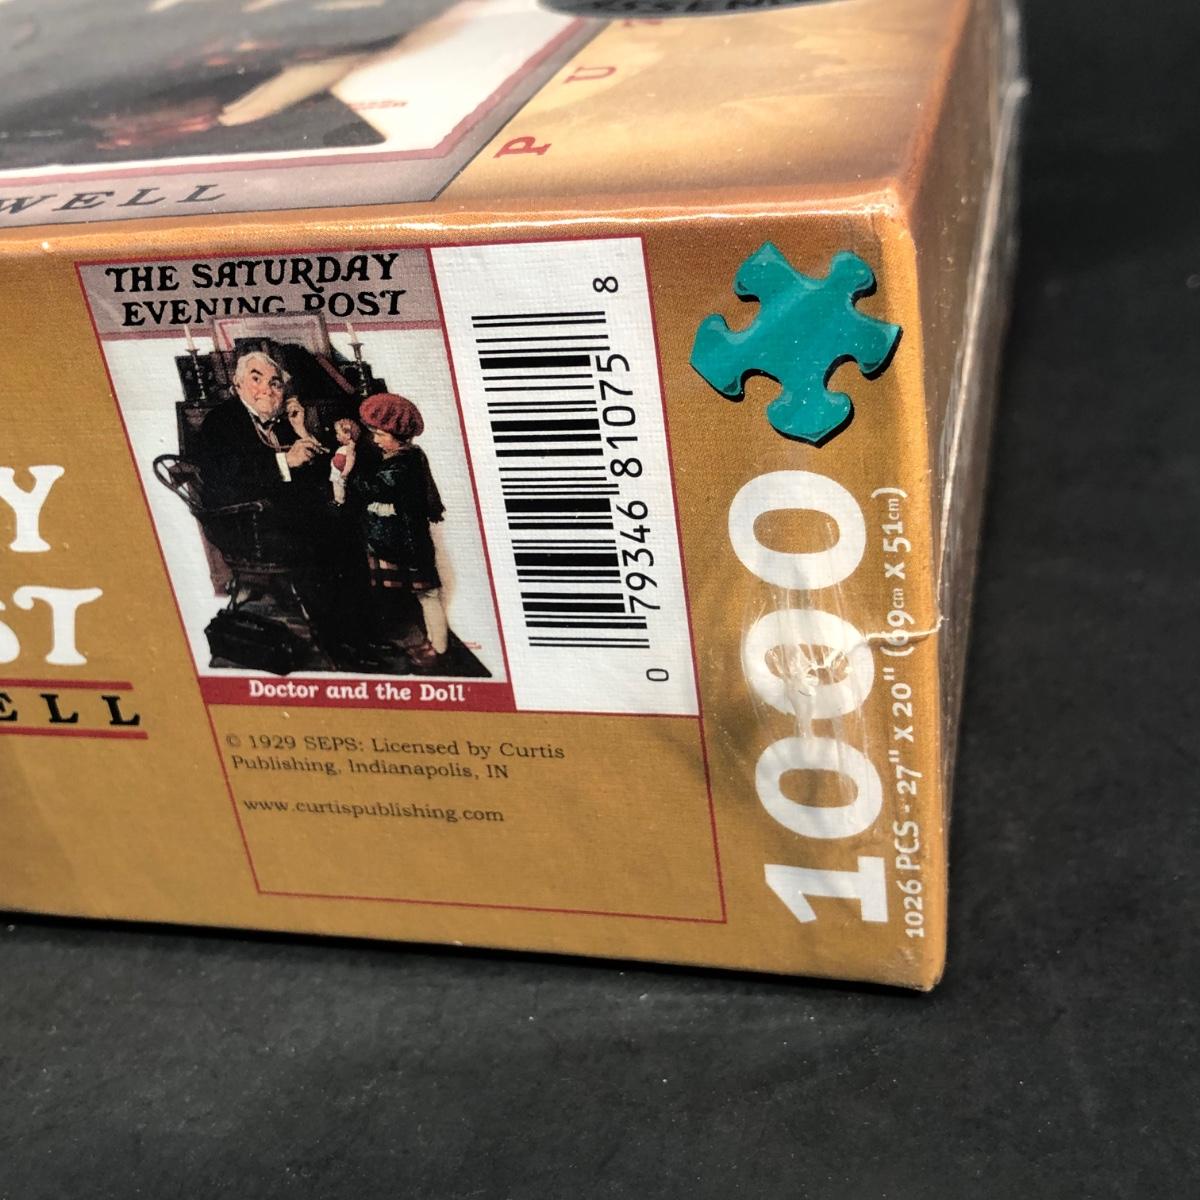 WELL
P U
THE SATURDAY
EVENING POST
Doctor and the Doll
© 1929 SEPS: Licensed by Curtis
Publishing, Indianapolis, IN
www.curtispublishing.com
0 79346 81075 8
1000
1026 PCS - 27" x 20" (69cm x 51cm)
Y
ST
ELL